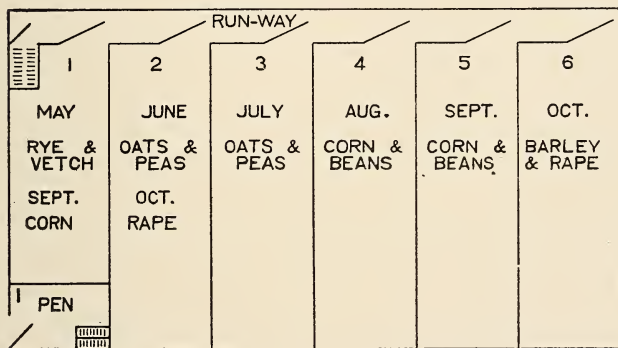 RUN-WAY
1 2 3 4 5 6
MAY JUNE JULY AUG. SEPT. OCT.
RYE & OATS & OATS & CORN & CORN & BARLEY
VETCH PEAS PEAS BEANS BEANS & RAPE
SEPT. OCT.
CORN RAPE
PEN